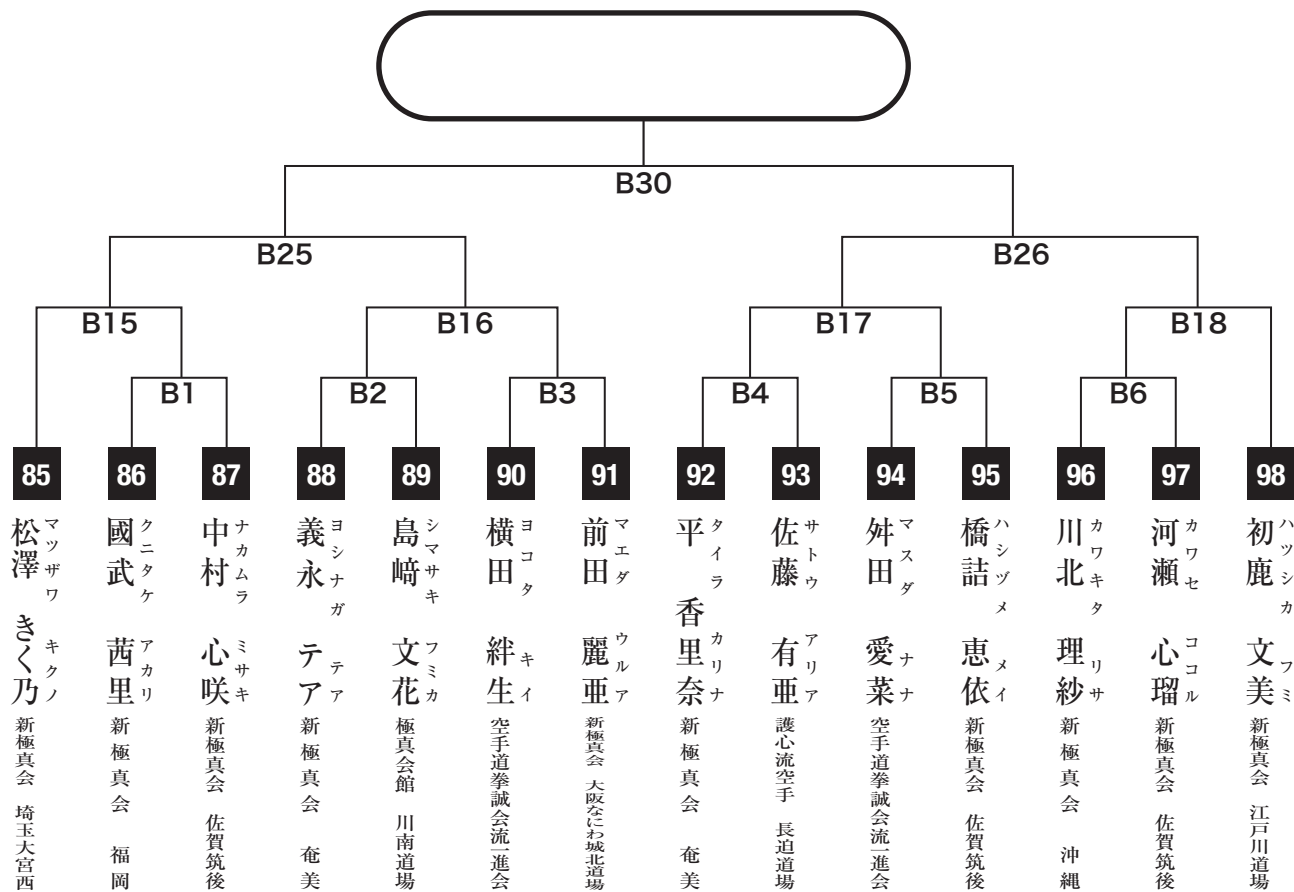 B30
B25
B26
B15
B16
B17
B18
B1
B2
B3
B4
B5
B6
85
86
87
88
89
90
91
92
93
94
95
96
97
98
松澤 きく乃
マツザワ キクノ
新極真会 埼玉大宮西
國武 茜里
クニタケ アカリ
新極真会 福岡
中村 心咲
ナカムラ ミサキ
新極真会 佐賀筑後
義永 テア
ヨシナガ テア
新極真会 奄美
島﨑 文花
シマサキ フミカ
極真会館 川南道場
横田 絆生
ヨコタ キイ
空手道拳誠会流一進会
前田 麗亜
マエダ ウルア
新極真会 大阪なにわ城北道場
平 香里奈
タイラ カリナ
新極真会 奄美
佐藤 有亜
サトウ アリア
護心流空手 長迫道場
舛田 愛菜
マスダ ナナ
空手道拳誠会流一進会
橋詰 恵依
ハシヅメ メイ
新極真会 佐賀筑後
川北 理紗
カワキタ リサ
新極真会 沖縄
河瀬 心瑠
カワセ ココル
新極真会 佐賀筑後
初鹿 文美
ハツシカ フミ
新極真会 江戸川道場